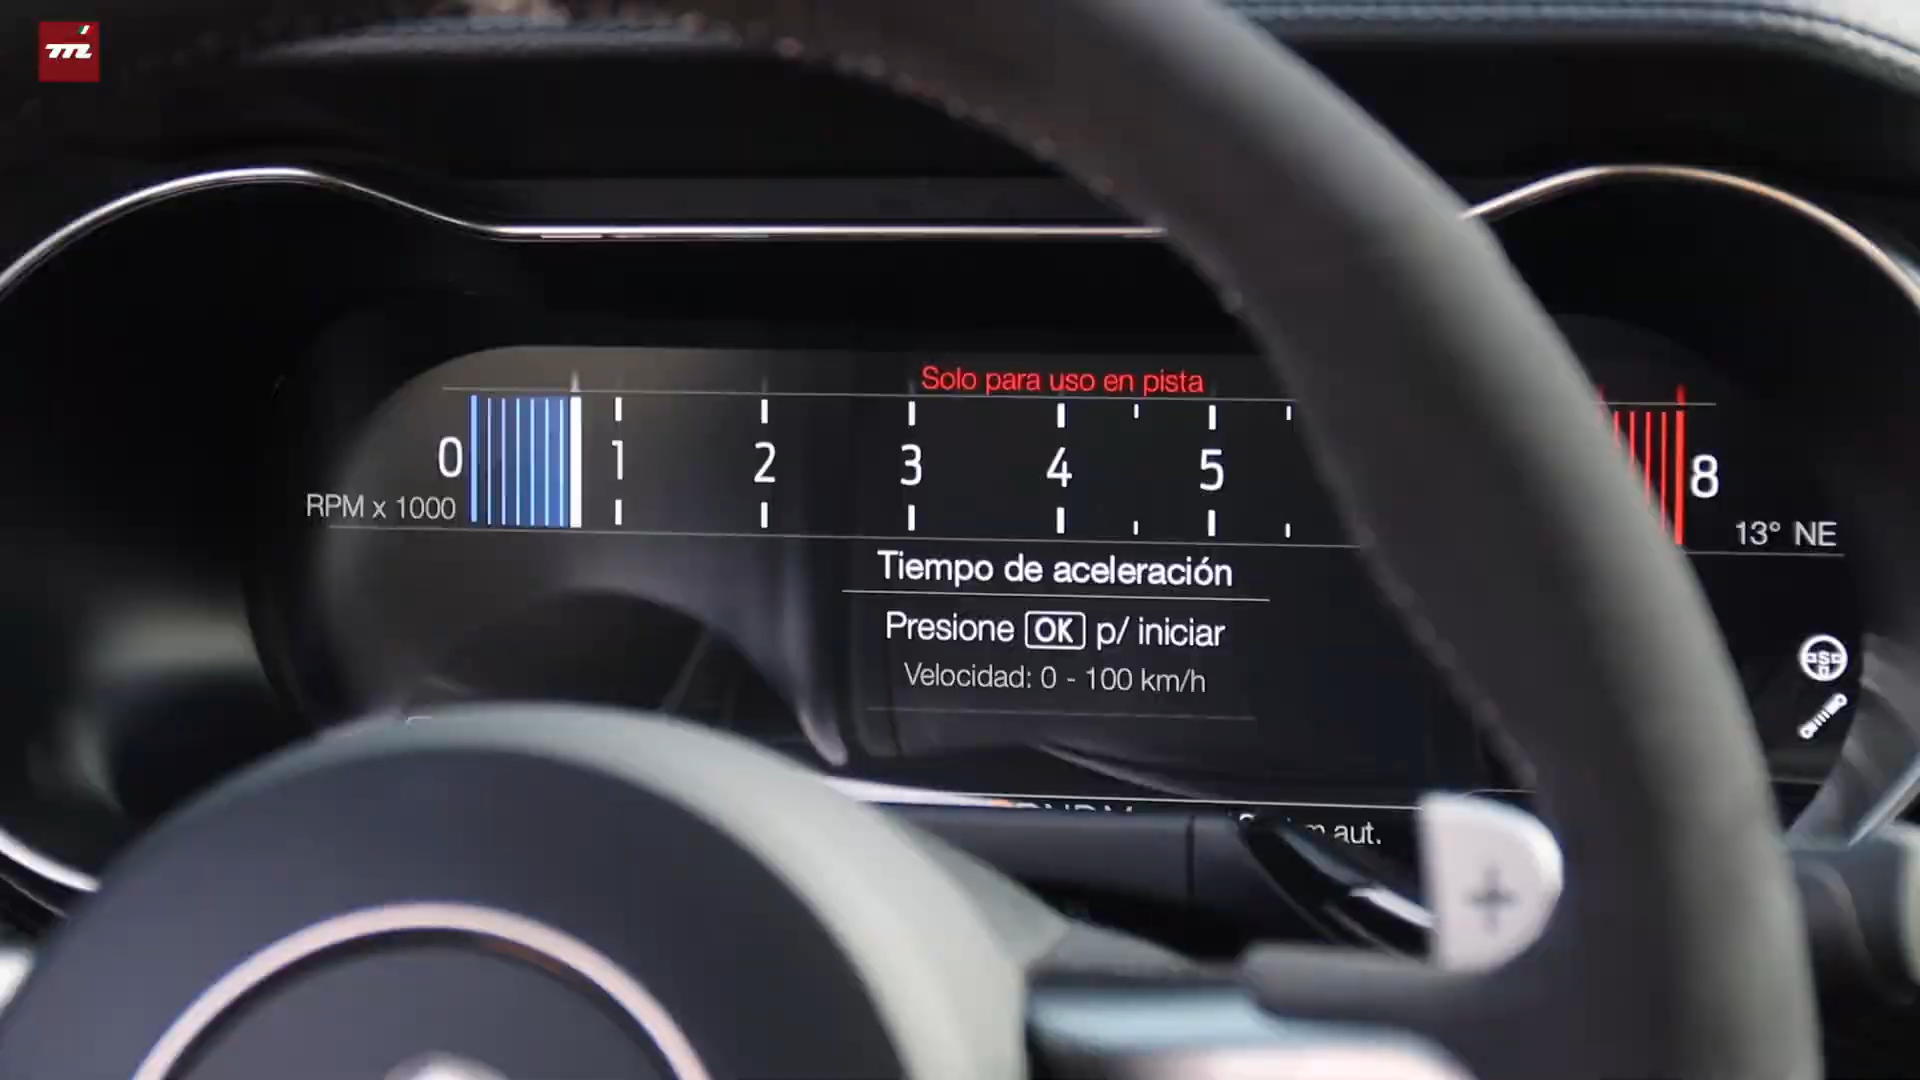 m
Solo para uso en pista
0 1 2 3 4 5 8
RPM x 1000
13° NE
Tiempo de aceleración
Presione OK p/ iniciar
Velocidad: 0 - 100 km/h
S
aut.
+